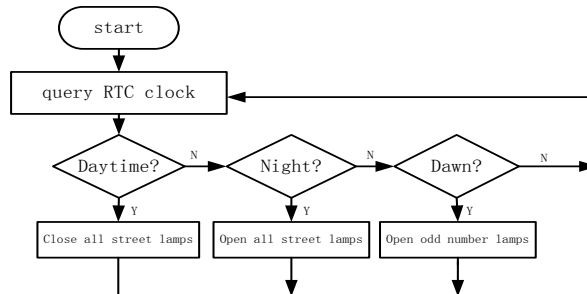 start
query RTC clock
Daytime?
N
Night?
N
Dawn?
N
Y
Y
Y
Close all street lamps
Open all street lamps
Open odd number lamps